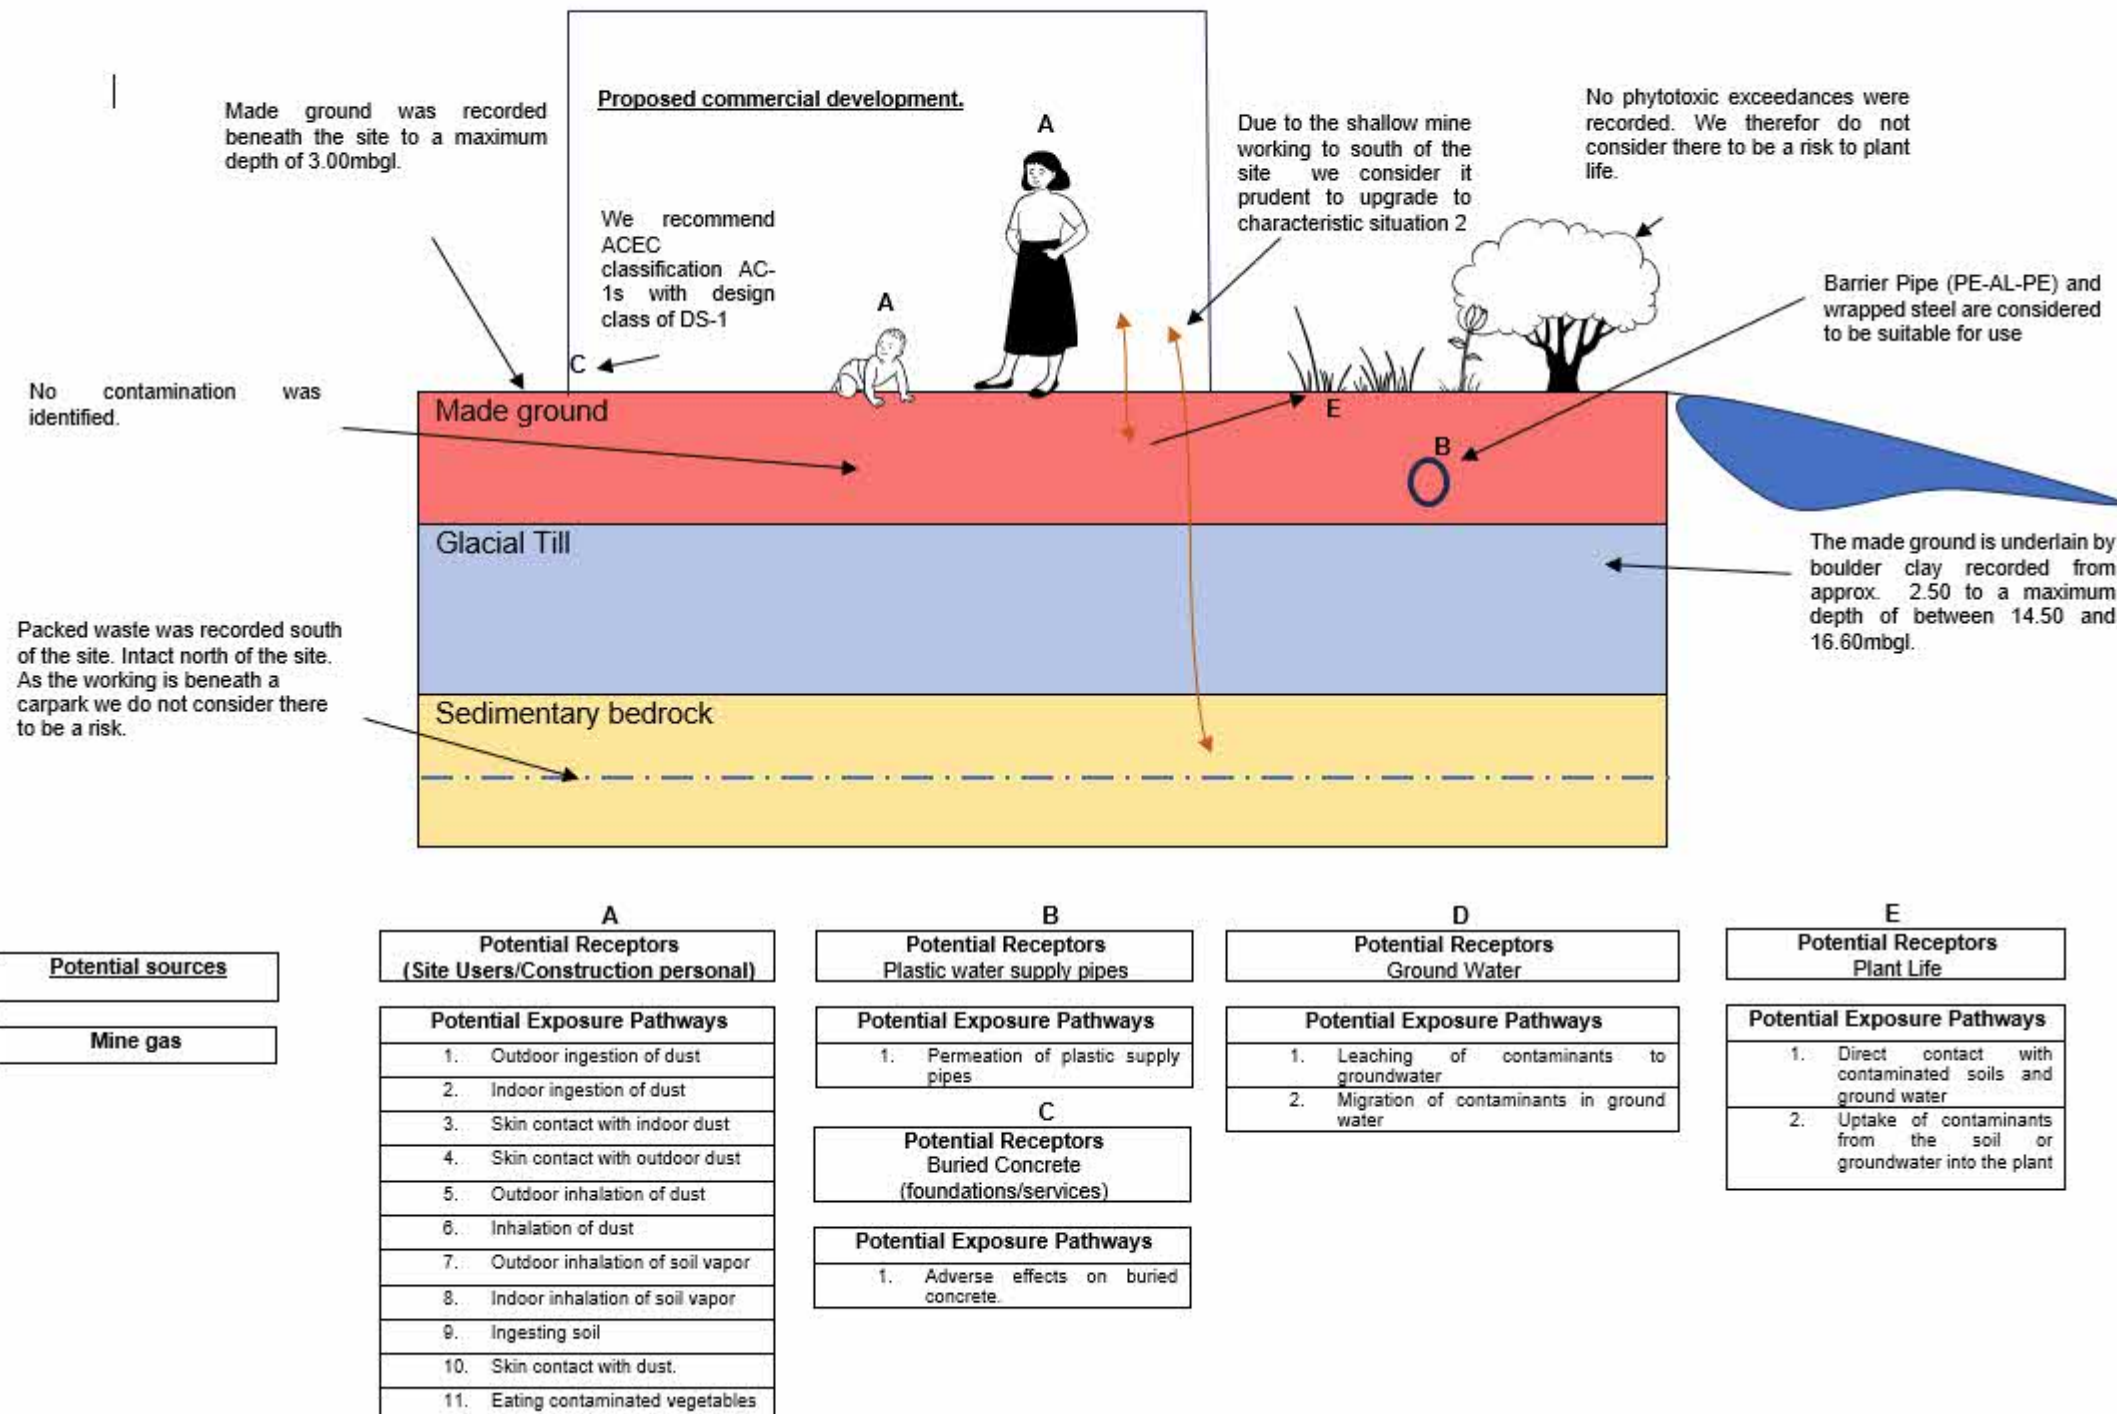 Proposed commercial development.
Made ground was recorded
beneath the site to a maximum
depth of 3.00mbgl.
We recommend
ACEC
classification AC-
1s with design
class of DS-1
A
A
C
Due to the shallow mine
working to south of the
site we consider it
prudent to upgrade to
characteristic situation 2
No phytotoxic exceedances were
recorded. We therefor do not
consider there to be a risk to plant
life.
Barrier Pipe (PE-AL-PE) and
wrapped steel are considered
to be suitable for use
No contamination was
identified.
Made ground
E
B
Glacial Till
The made ground is underlain by
boulder clay recorded from
approx. 2.50 to a maximum
depth of between 14.50 and
16.60mbgl.
Packed waste was recorded south
of the site. Intact north of the site.
As the working is beneath a
carpark we do not consider there
to be a risk.
Sedimentary bedrock
Potential sources
Mine gas
A
Potential Receptors
(Site Users/Construction personal)
Potential Exposure Pathways
1. Outdoor ingestion of dust
2. Indoor ingestion of dust
3. Skin contact with indoor dust
4. Skin contact with outdoor dust
5. Outdoor inhalation of dust
6. Inhalation of dust
7. Outdoor inhalation of soil vapor
8. Indoor inhalation of soil vapor
9. Ingesting soil
10. Skin contact with dust.
11. Eating contaminated vegetables
B
Potential Receptors
Plastic water supply pipes
Potential Exposure Pathways
1. Permeation of plastic supply
pipes
C
Potential Receptors
Buried Concrete
(foundations/services)
Potential Exposure Pathways
1. Adverse effects on buried
concrete.
D
Potential Receptors
Ground Water
Potential Exposure Pathways
1. Leaching of contaminants to
groundwater
2. Migration of contaminants in ground
water
E
Potential Receptors
Plant Life
Potential Exposure Pathways
1. Direct contact with
contaminated soils and
ground water
2. Uptake of contaminants
from the soil or
groundwater into the plant